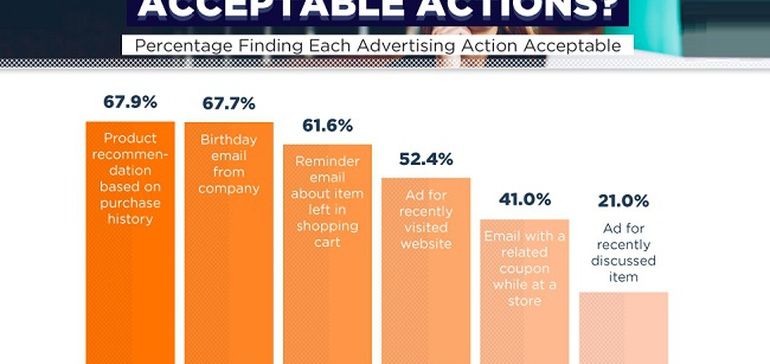 ACCEPTABLE ACTIONS?
Percentage Finding Each Advertising Action Acceptable
67.9%
Product
recommen-
dation
based on
purchase
history
67.7%
Birthday
email
from
company
61.6%
Reminder
email
about item
left in
shopping
cart
52.4%
Ad for
recently
visited
website
41.0%
Email with a
related
coupon
while at a
store
21.0%
Ad for
recently
discussed
item